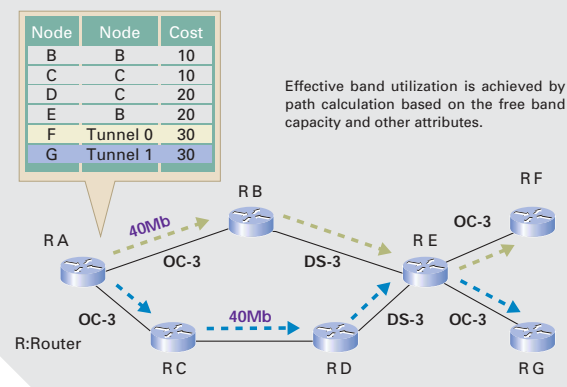 Node Node Cost
B B 10
C C 10
D C 20
E B 20
F Tunnel 0 30
G Tunnel 1 30
Effective band utilization is achieved by
path calculation based on the free band
capacity and other attributes.
R F
R B
40Mb
OC-3
R A
R E
OC-3
DS-3
OC-3
40Mb
DS-3
OC-3
R:Router
R C
R D
R G